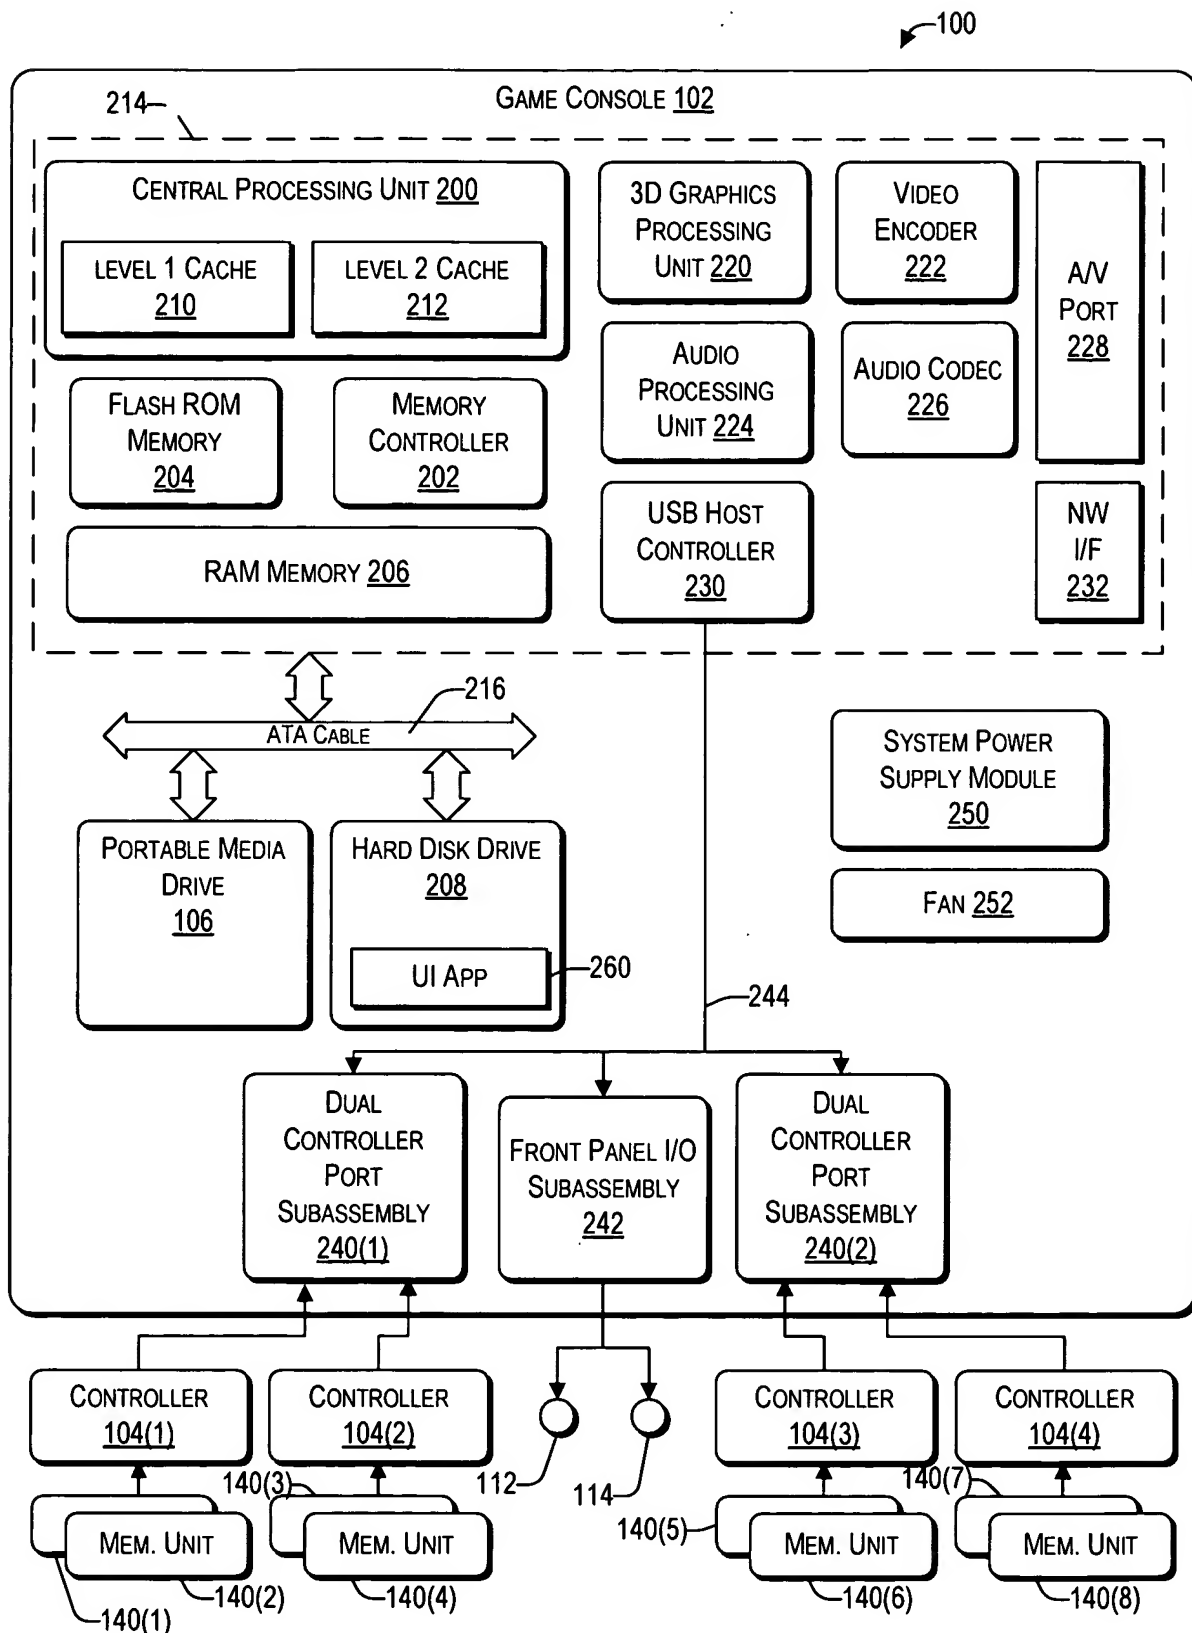 100
GAME CONSOLE 102
214
CENTRAL PROCESSING UNIT 200
LEVEL 1 CACHE
210
LEVEL 2 CACHE
212
3D GRAPHICS
PROCESSING
UNIT 220
VIDEO
ENCODER
222
A/V
PORT
228
AUDIO
PROCESSING
UNIT 224
AUDIO CODEC
226
FLASH ROM
MEMORY
204
MEMORY
CONTROLLER
202
USB HOST
CONTROLLER
230
NW
I/F
232
RAM MEMORY 206
216
ATA CABLE
SYSTEM POWER
SUPPLY MODULE
250
PORTABLE MEDIA
DRIVE
106
HARD DISK DRIVE
208
UI APP
260
FAN 252
244
DUAL
CONTROLLER
PORT
SUBASSEMBLY
240(1)
FRONT PANEL I/O
SUBASSEMBLY
242
DUAL
CONTROLLER
PORT
SUBASSEMBLY
240(2)
CONTROLLER
104(1)
CONTROLLER
104(2)
112
114
CONTROLLER
104(3)
CONTROLLER
104(4)
140(3)
140(7)
140(5)
MEM. UNIT
MEM. UNIT
MEM. UNIT
MEM. UNIT
140(1)
140(2)
140(4)
140(6)
140(8)